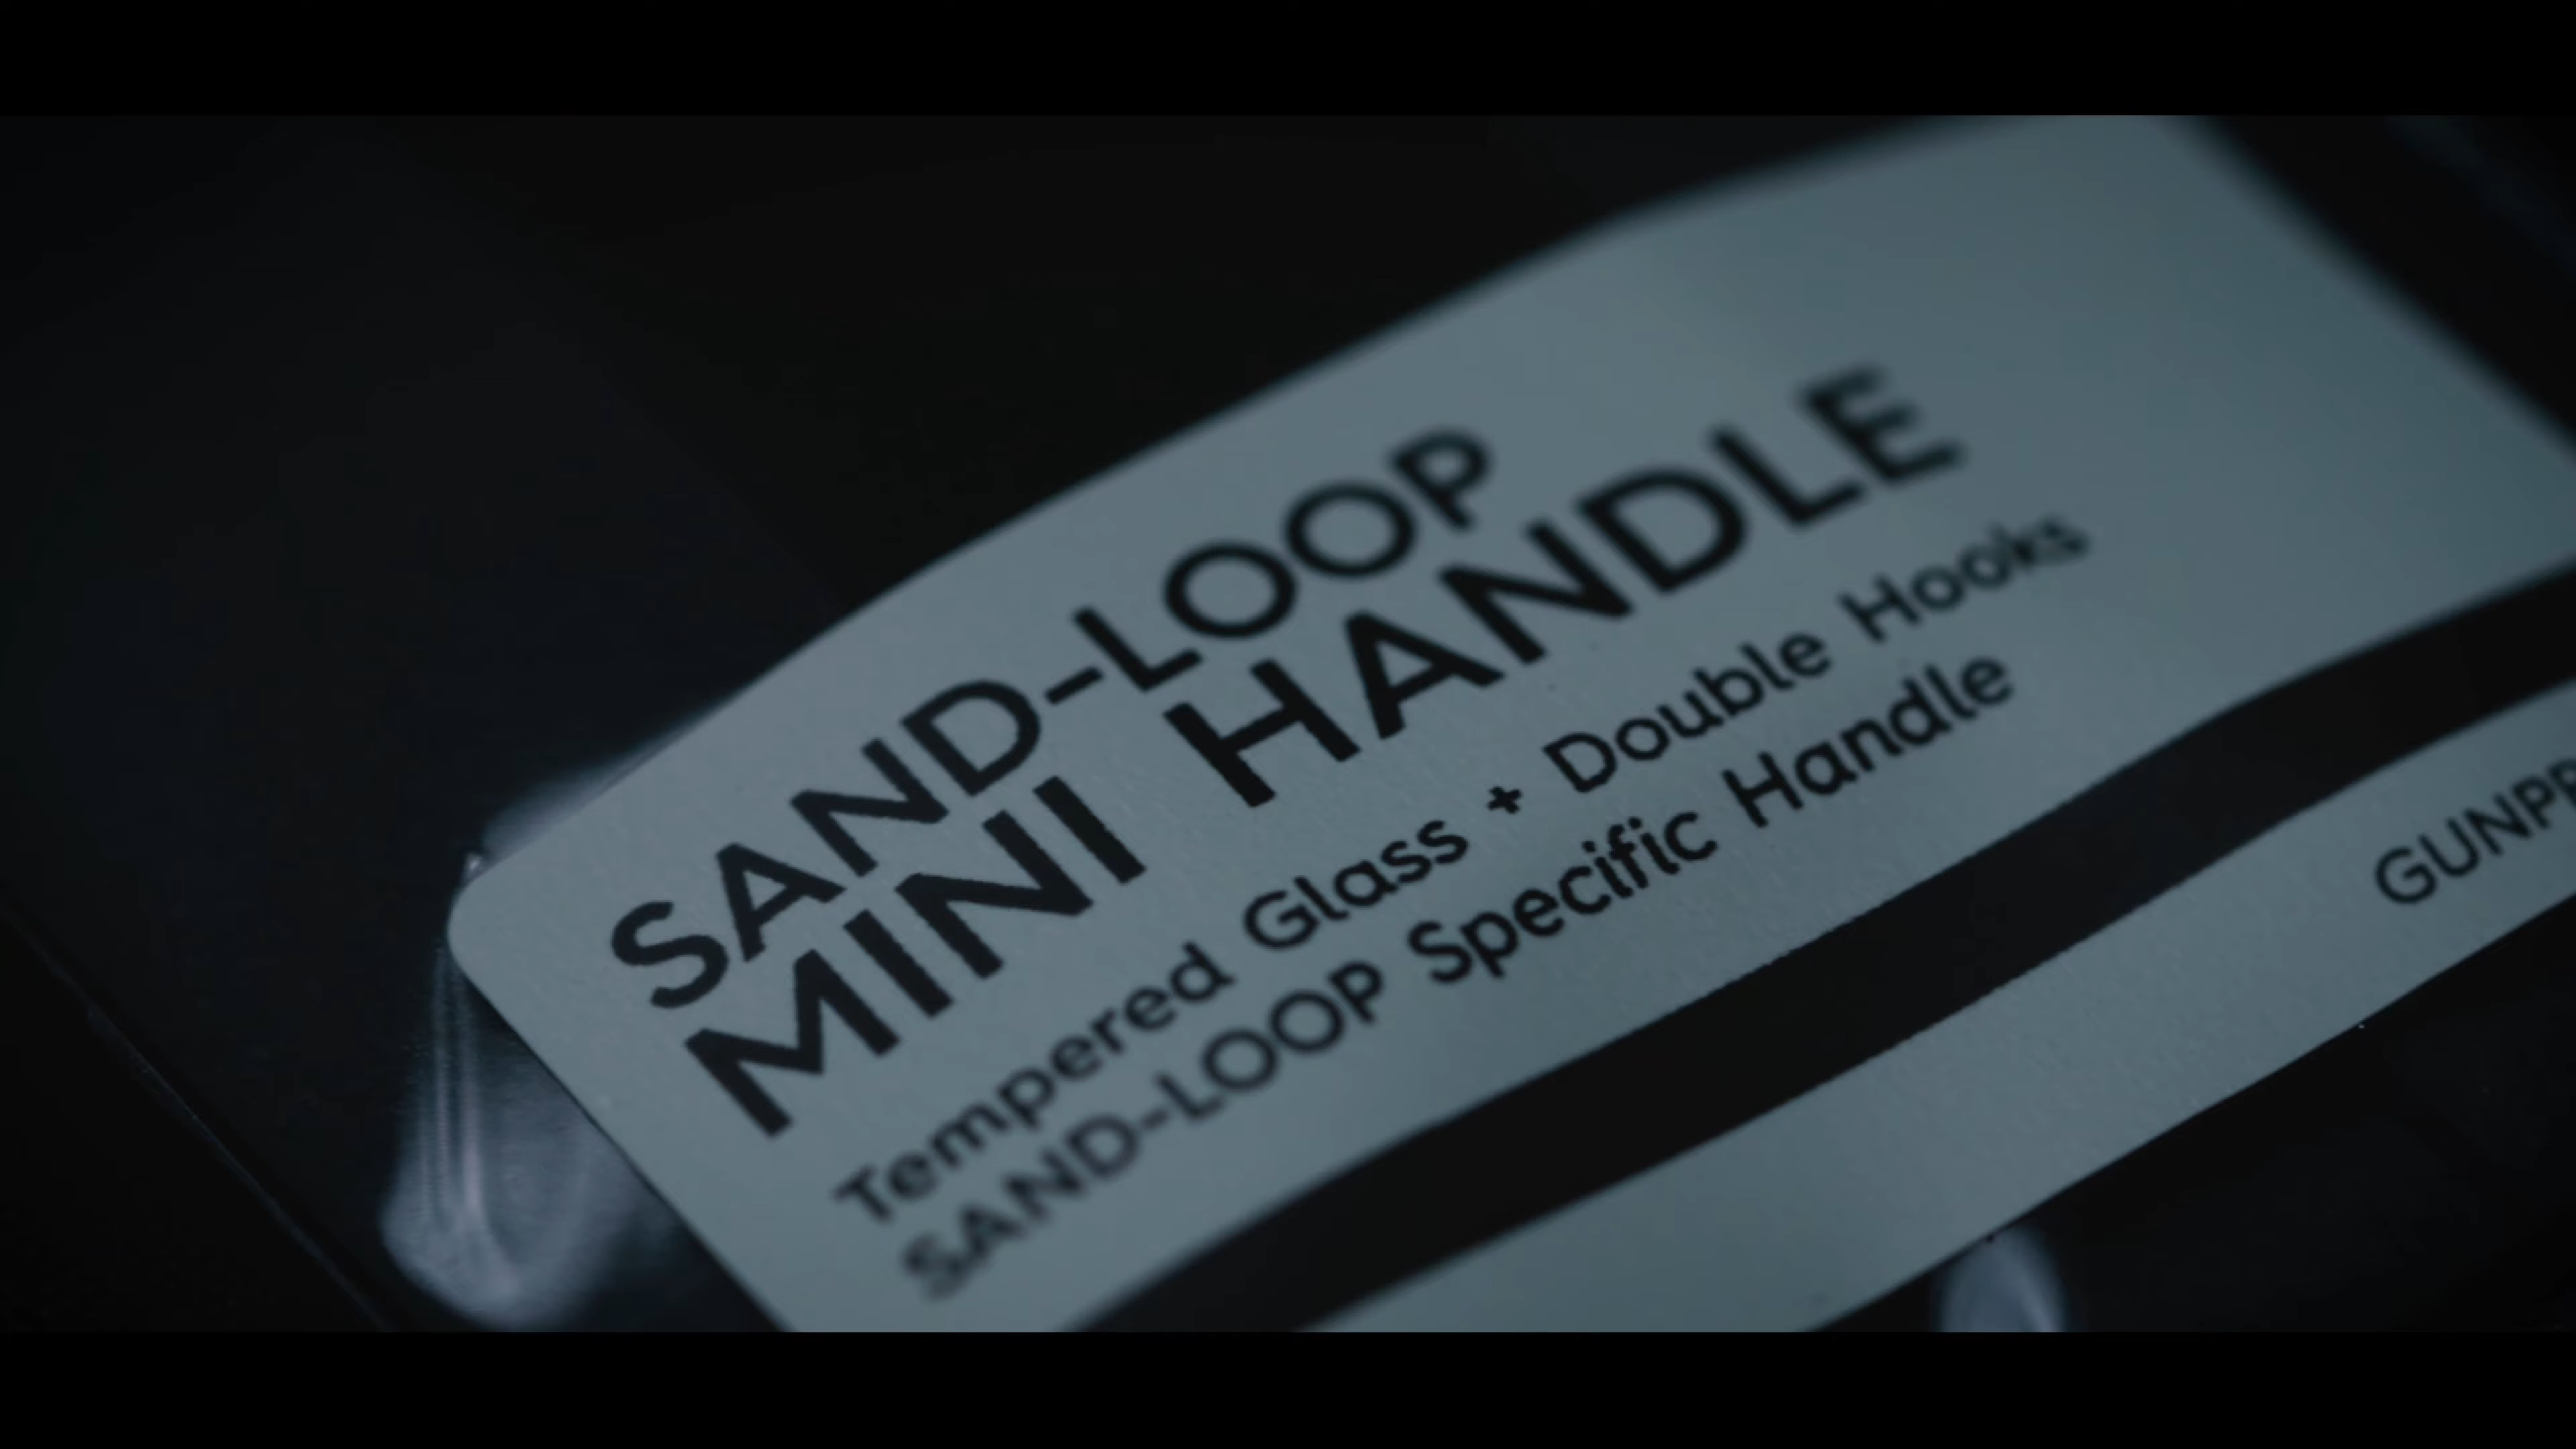 SAND-LOOP
MINI HANDLE
Tempered Glass + Double Hooks
SAND-LOOP Specific Handle